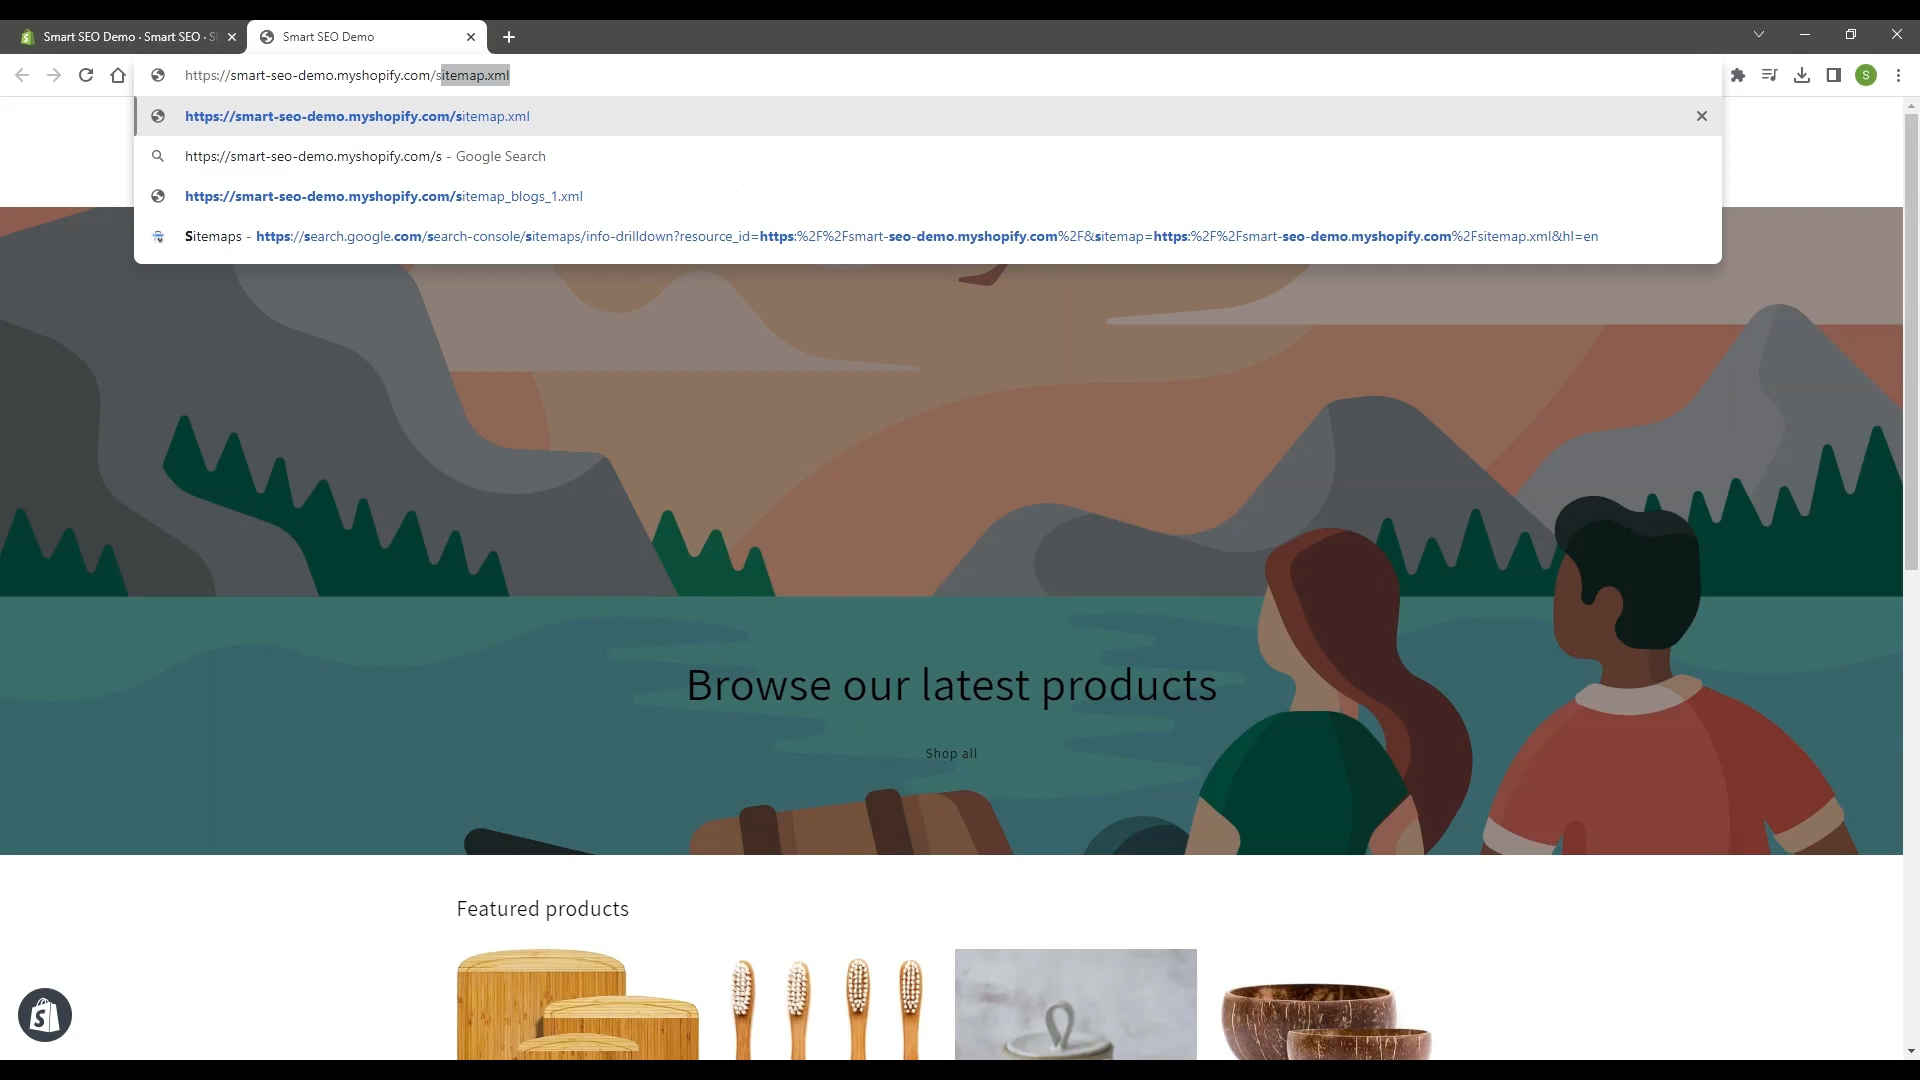 Smart SEO Demo · Smart SEO · S
Smart SEO Demo
https://smart-seo-demo.myshopify.com/sitemap.xml
S
https://smart-seo-demo.myshopify.com/sitemap.xml
https://smart-seo-demo.myshopify.com/s - Google Search
https://smart-seo-demo.myshopify.com/sitemap_blogs_1.xml
Sitemaps - https://search.google.com/search-console/sitemaps/info-drilldown?resource_id=https:%2F%2Fsmart-seo-demo.myshopify.com%2F&sitemap=https:%2F%2Fsmart-seo-demo.myshopify.com%2Fsitemap.xml&hl=en
Browse our latest products
Shop all
Featured products